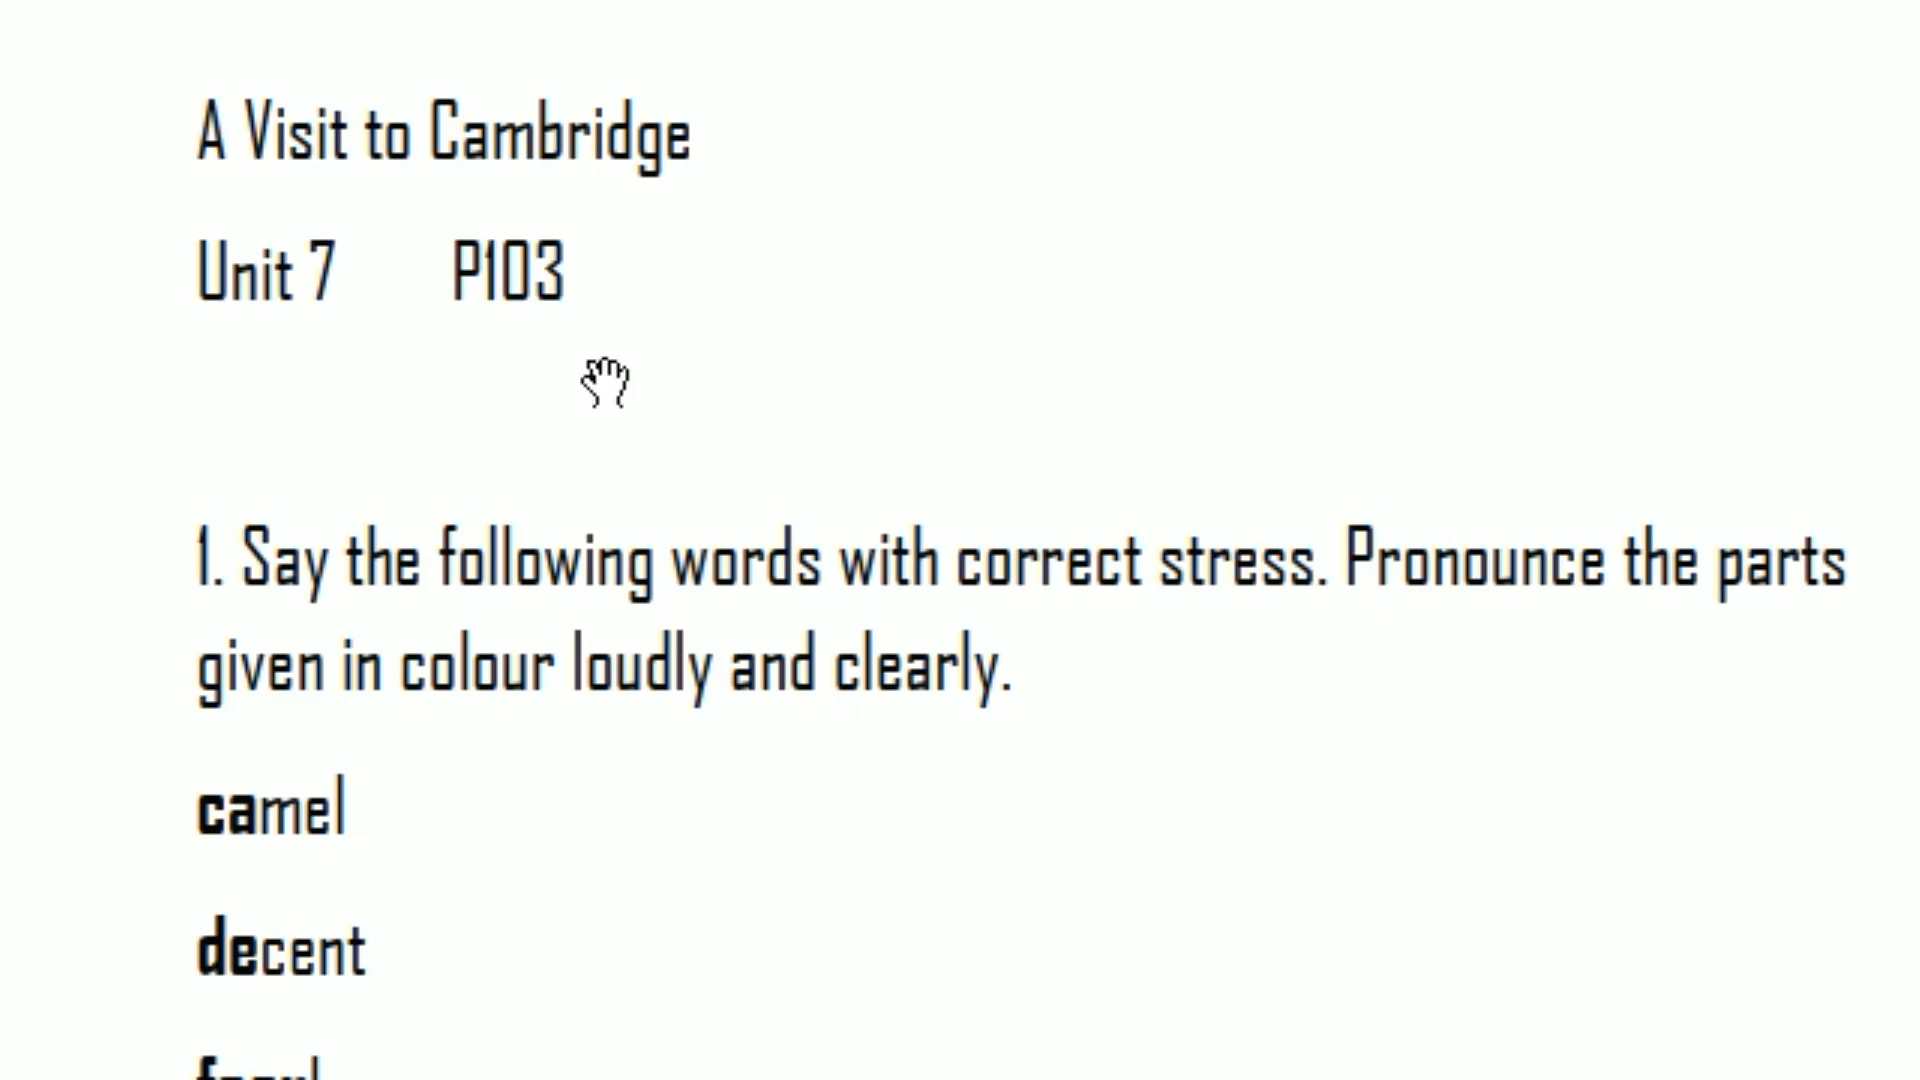 A Visit to Cambridge
Unit 7 P103
1. Say the following words with correct stress. Pronounce the parts
given in colour loudly and clearly.
camel
decent